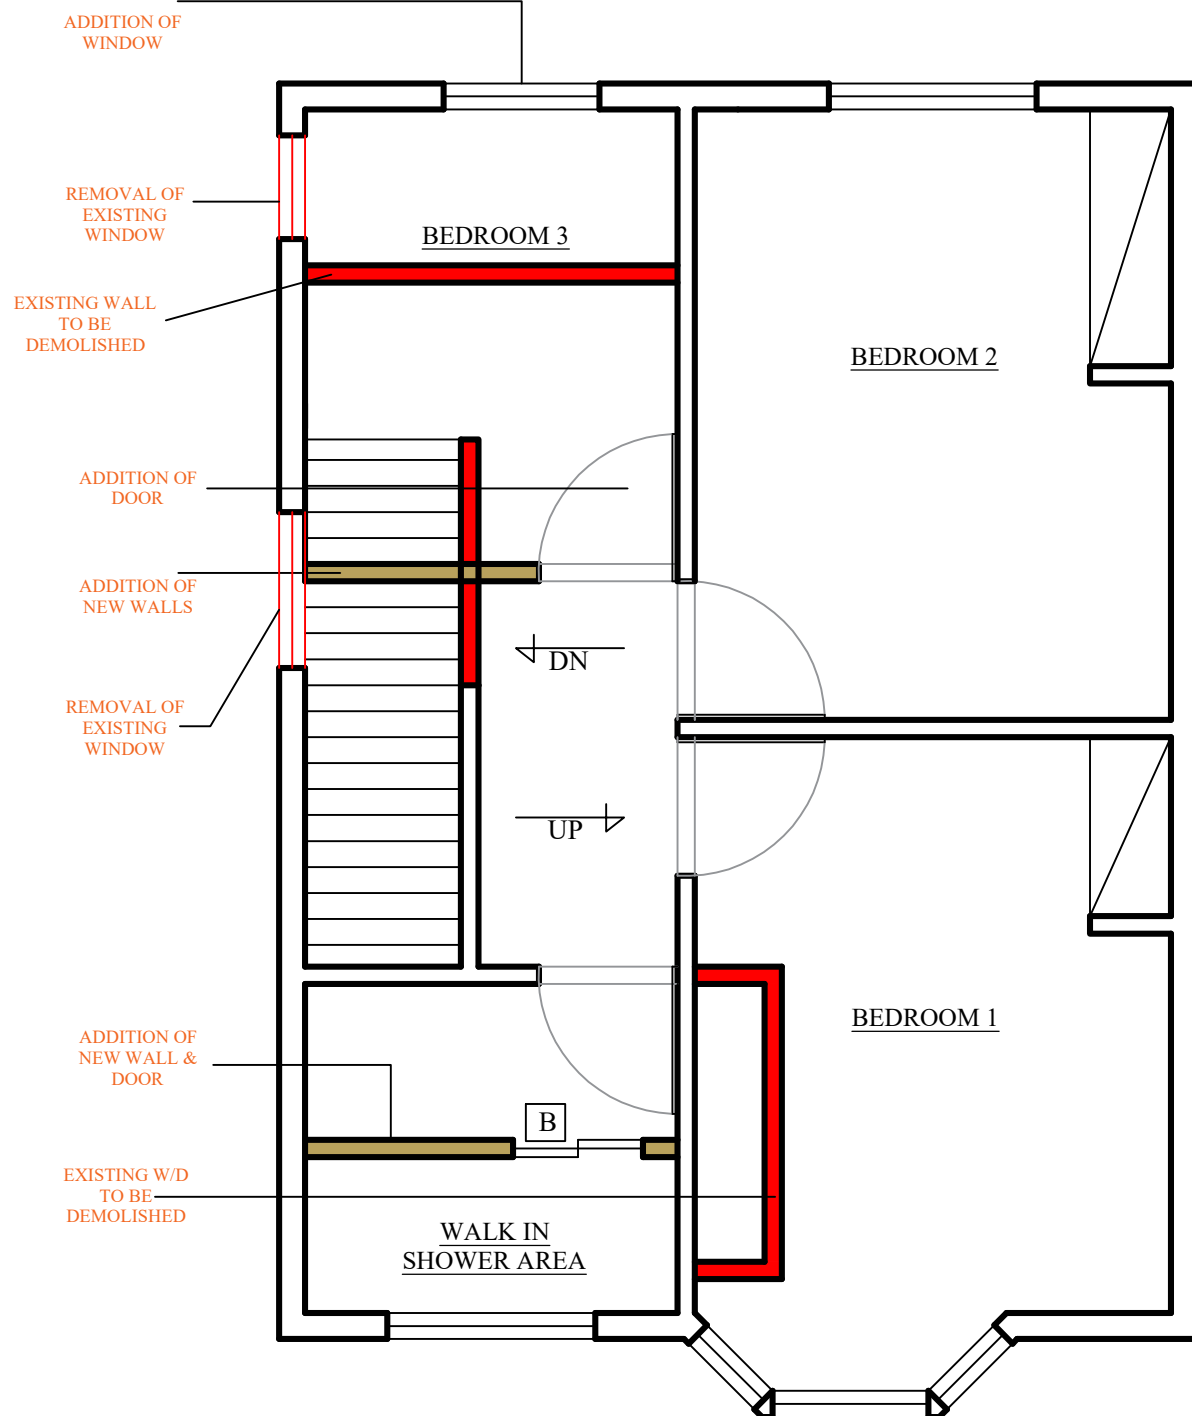 ADDITION OF
WINDOW
REMOVAL OF
EXISTING
WINDOW
BEDROOM 3
EXISTING WALL
TO BE
DEMOLISHED
BEDROOM 2
ADDITION OF
DOOR
ADDITION OF
NEW WALLS
DN
REMOVAL OF
EXISTING
WINDOW
UP
BEDROOM 1
ADDITION OF
NEW WALL &
DOOR
B
EXISTING W/D
TO BE
DEMOLISHED
WALK IN
SHOWER AREA